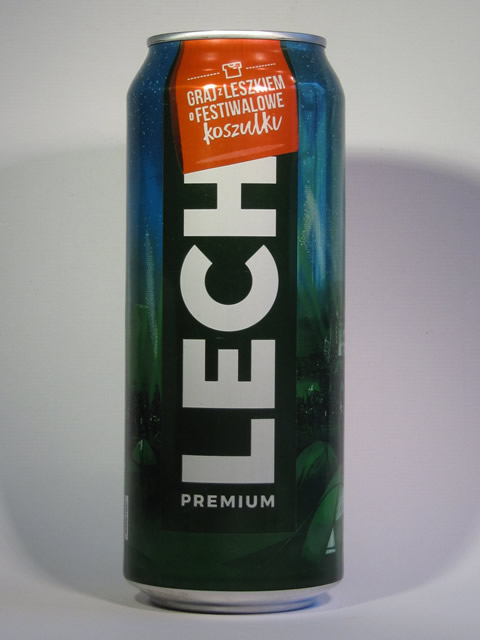 GRAJ z LESZKIEM
o FESTIWALOWE
koszulki
LECH
PREMIUM